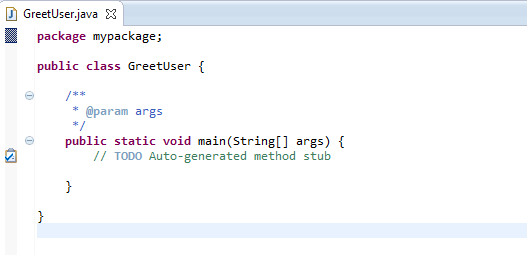 GreetUser.java
package mypackage;
public class GreetUser {
/**
* @param args
*/
public static void main(String[] args) {
// TODO Auto-generated method stub
}
}